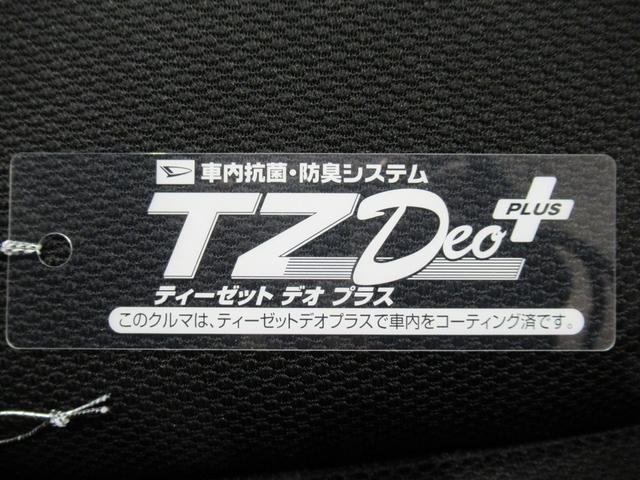 車内抗菌・防臭システム
TZ Deo PLUS
ティーゼット デオ プラス
このクルマは、ティーゼットデオプラスで車内をコーティング済です。